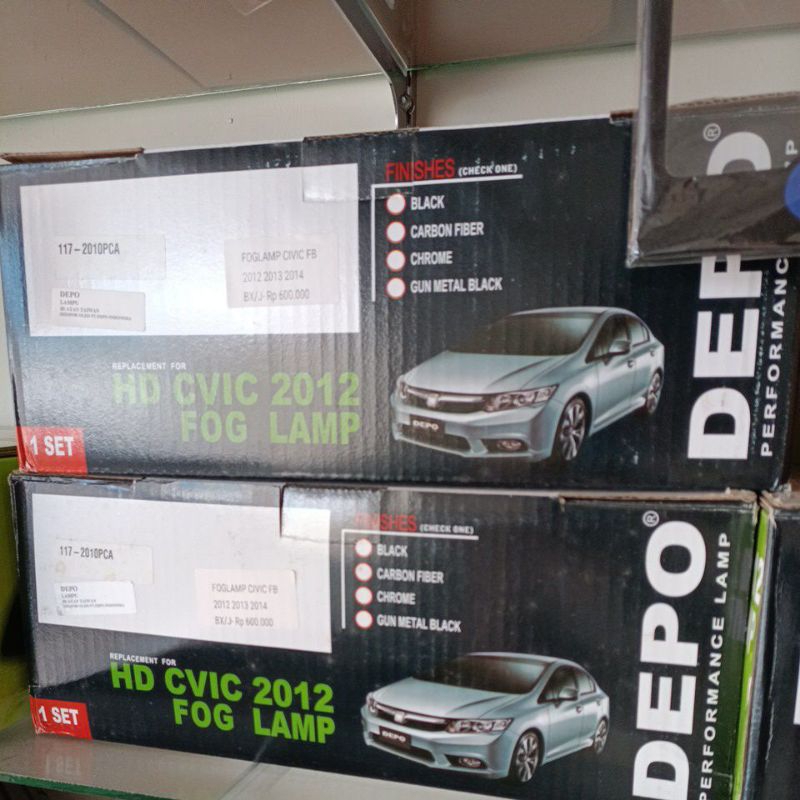 117-2010PCA
FOGLAMP CIVIC FB
2012 2013 2014
BX/J- Rp 600.000
DEPO
LAMPU
FINISHES (CHECK ONE)
BLACK
CARBON FIBER
CHROME
GUN METAL BLACK
REPLACEMENT FOR
HD CVIC 2012
FOG LAMP
1 SET
DEPO
DEPO®
PERFORMANCE LAMP
117-2010PCA
DEPO
LAMPU
FOGLAMP CIVIC FB
2012 2013 2014
BX/J- Rp 600.000
FINISHES (CHECK ONE)
BLACK
CARBON FIBER
CHROME
GUN METAL BLACK
REPLACEMENT FOR
HD CVIC 2012
FOG LAMP
1 SET
DEPO
DEPO®
PERFORMANCE LAMP